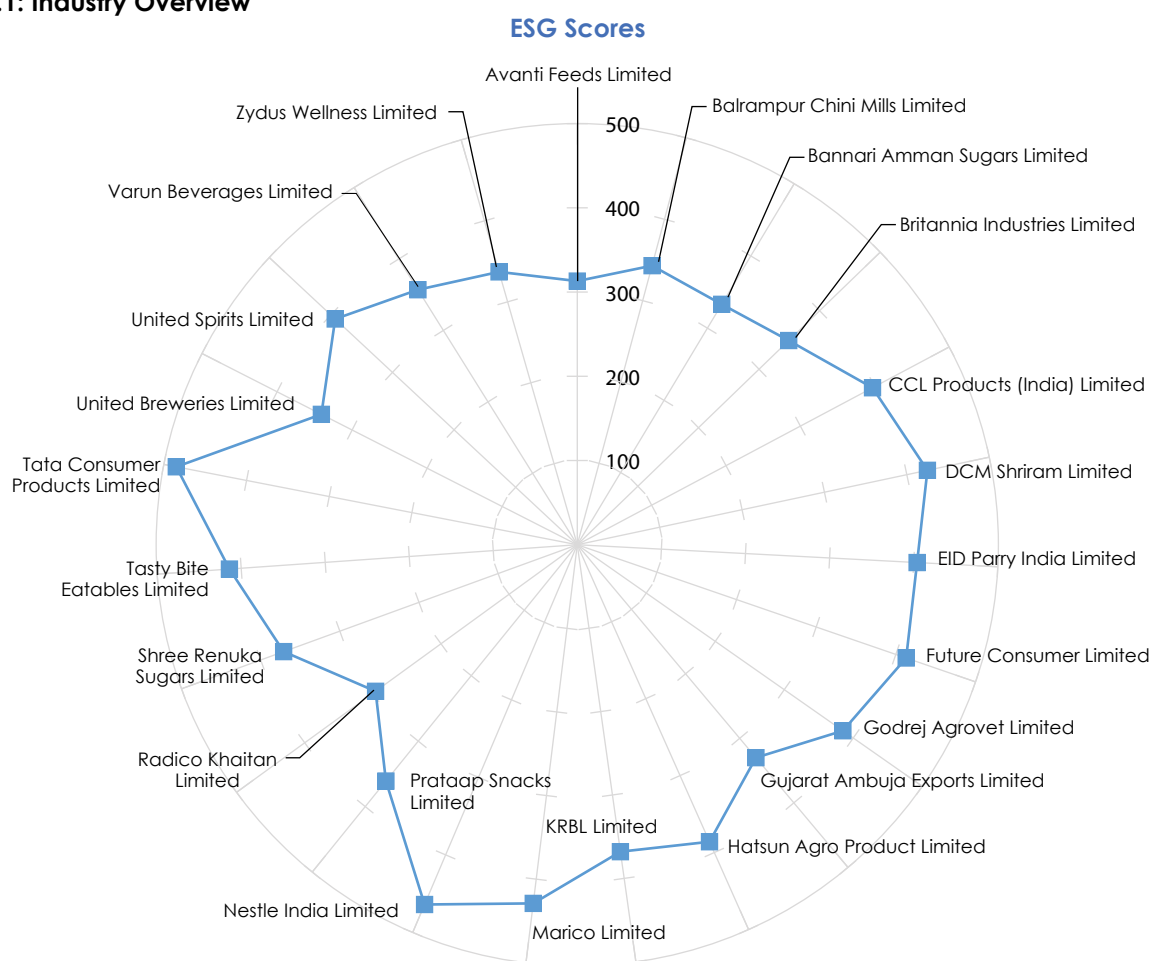 .1: Industry Overview
ESG Scores
Avanti Feeds Limited
Zydus Wellness Limited
Balrampur Chini Mills Limited
500
Bannari Amman Sugars Limited
Varun Beverages Limited
400
Britannia Industries Limited
300
United Spirits Limited
200
CCL Products (India) Limited
United Breweries Limited
100
Tata Consumer
Products Limited
DCM Shriram Limited
EID Parry India Limited
Tasty Bite
Eatables Limited
Shree Renuka
Sugars Limited
Future Consumer Limited
Godrej Agrovet Limited
Radico Khaitan
Limited
Prataap Snacks
Limited
Gujarat Ambuja Exports Limited
KRBL Limited
Hatsun Agro Product Limited
Nestle India Limited
Marico Limited